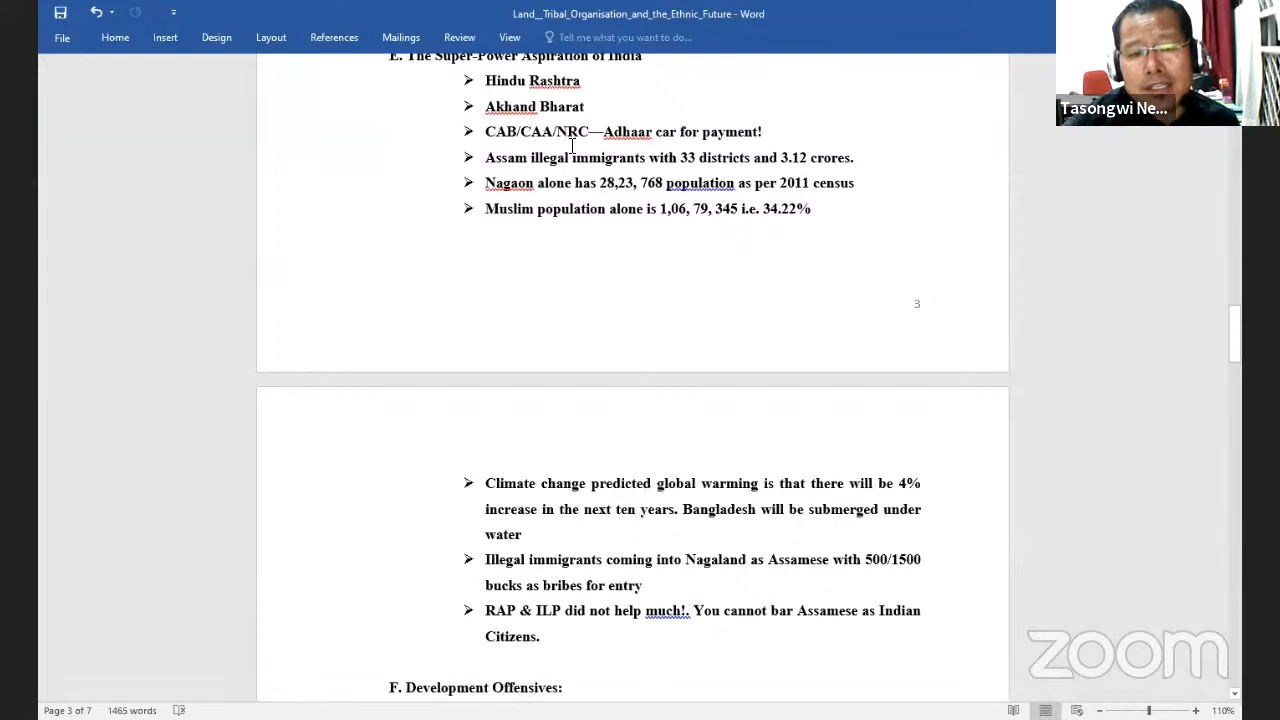 Land__Tribal_Organisation_and_the_Ethnic_Future - Word
File Home Insert Design Layout References Mailings Review View Tell me what you want to do...
Tasongwi Ne...
E. The Super-Power Aspiration of India
➢ Hindu Rashtra
➢ Akhand Bharat
➢ CAB/CAA/NRC—Adhaar car for payment!
➢ Assam illegal immigrants with 33 districts and 3.12 crores.
➢ Nagaon alone has 28,23, 768 population as per 2011 census
➢ Muslim population alone is 1,06, 79, 345 i.e. 34.22%
3
➢ Climate change predicted global warming is that there will be 4%
increase in the next ten years. Bangladesh will be submerged under
water
➢ Illegal immigrants coming into Nagaland as Assamese with 500/1500
bucks as bribes for entry
➢ RAP & ILP did not help much!. You cannot bar Assamese as Indian
Citizens.
F. Development Offensives:
zoom
Page 3 of 7 1465 words 110%